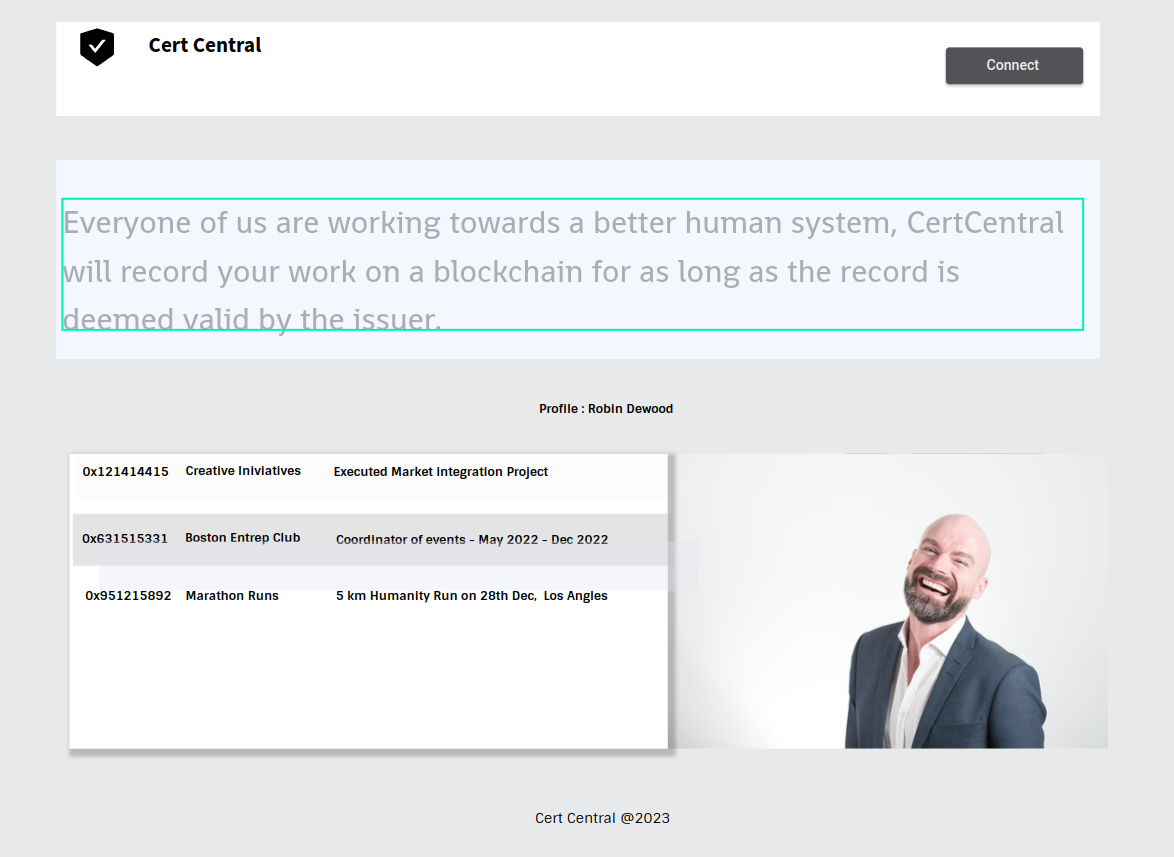 Cert Central
Connect
Everyone of us are working towards a better human system, CertCentral
will record your work on a blockchain for as long as the record is
deemed valid by the issuer.
Profile : Robin Dewood
0x121414415 Creative Iniviatives Executed Market integration Project
0x631515331 Boston Entrep Club Coordinator of events - May 2022 - Dec 2022
0x951215892 Marathon Runs 5 km Humanity Run on 28th Dec, Los Angles
Cert Central @2023